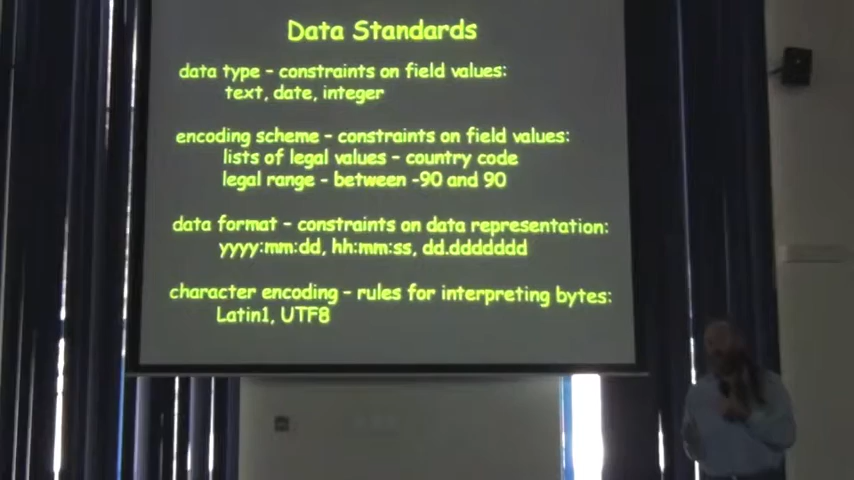 Data Standards
data type - constraints on field values:
text, date, integer
encoding scheme - constraints on field values:
lists of legal values - country code
legal range - between -90 and 90
data format - constraints on data representation:
yyyy:mm:dd, hh:mm:ss, dd.ddddddd
character encoding - rules for interpreting bytes:
Latin1, UTF8